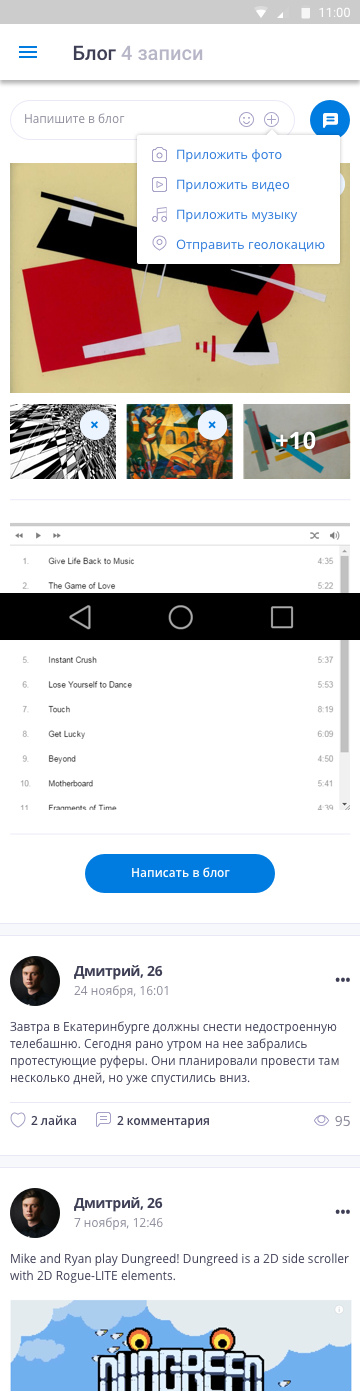 11:00
Блог 4 записи
Напишите в блог
Приложить фото
Приложить видео
Приложить музыку
Отправить геолокацию
+10
1. Give Life Back to Music 4:35
2. The Game of Love 5:22
5. Instant Crush 5:37
6. Lose Yourself to Dance 5:53
7. Touch 8:19
8. Get Lucky 6:09
9. Beyond 4:50
10. Motherboard 5:41
11. Fragments of Time 4:39
Написать в блог
Дмитрий, 26
24 ноября, 16:01
Завтра в Екатеринбурге должны снести недостроенную
телебашню. Сегодня рано утром на нее забрались
протестующие руферы. Они планировали провести там
несколько дней, но уже спустились вниз.
2 лайка 2 комментария 95
Дмитрий, 26
7 ноября, 12:46
Mike and Ryan play Dungreed! Dungreed is a 2D side scroller
with 2D Rogue-LITE elements.
DUNGREED